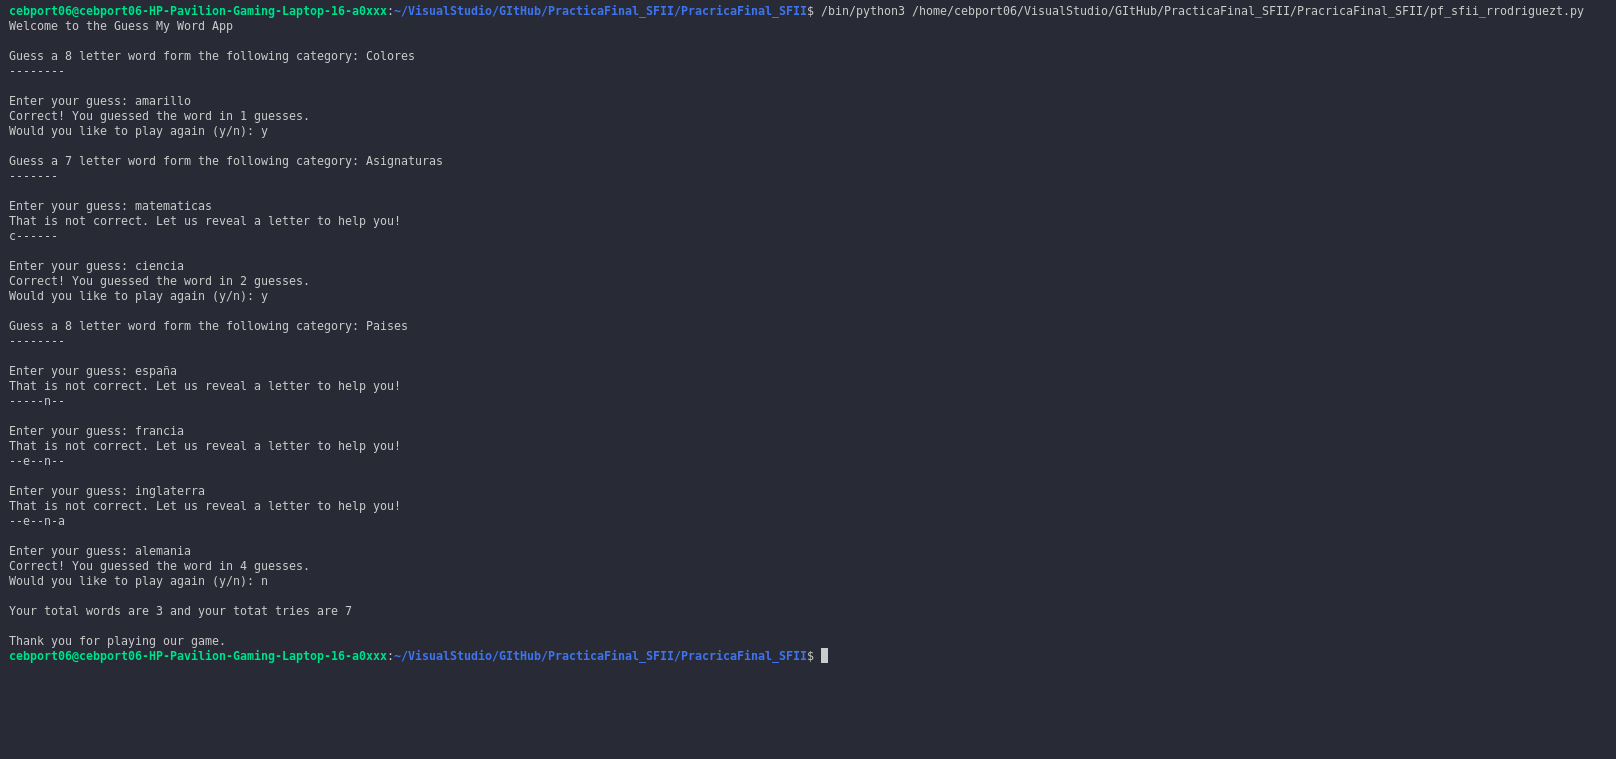 cebport06@cebport06-HP-Pavilion-Gaming-Laptop-16-a0xxx:~/VisualStudio/GItHub/PracticaFinal_SFII/PracricaFinal_SFII$ /bin/python3 /home/cebport06/VisualStudio/GItHub/PracticaFinal_SFII/PracricaFinal_SFII/pf_sfii_rrodriguezt.py
Welcome to the Guess My Word App
Guess a 8 letter word form the following category: Colores
--------
Enter your guess: amarillo
Correct! You guessed the word in 1 guesses.
Would you like to play again (y/n): y
Guess a 7 letter word form the following category: Asignaturas
-------
Enter your guess: matematicas
That is not correct. Let us reveal a letter to help you!
c------
Enter your guess: ciencia
Correct! You guessed the word in 2 guesses.
Would you like to play again (y/n): y
Guess a 8 letter word form the following category: Paises
--------
Enter your guess: españa
That is not correct. Let us reveal a letter to help you!
-----n--
Enter your guess: francia
That is not correct. Let us reveal a letter to help you!
--e--n--
Enter your guess: inglaterra
That is not correct. Let us reveal a letter to help you!
--e--n-a
Enter your guess: alemania
Correct! You guessed the word in 4 guesses.
Would you like to play again (y/n): n
Your total words are 3 and your totat tries are 7
Thank you for playing our game.
cebport06@cebport06-HP-Pavilion-Gaming-Laptop-16-a0xxx:~/VisualStudio/GItHub/PracticaFinal_SFII/PracricaFinal_SFII$